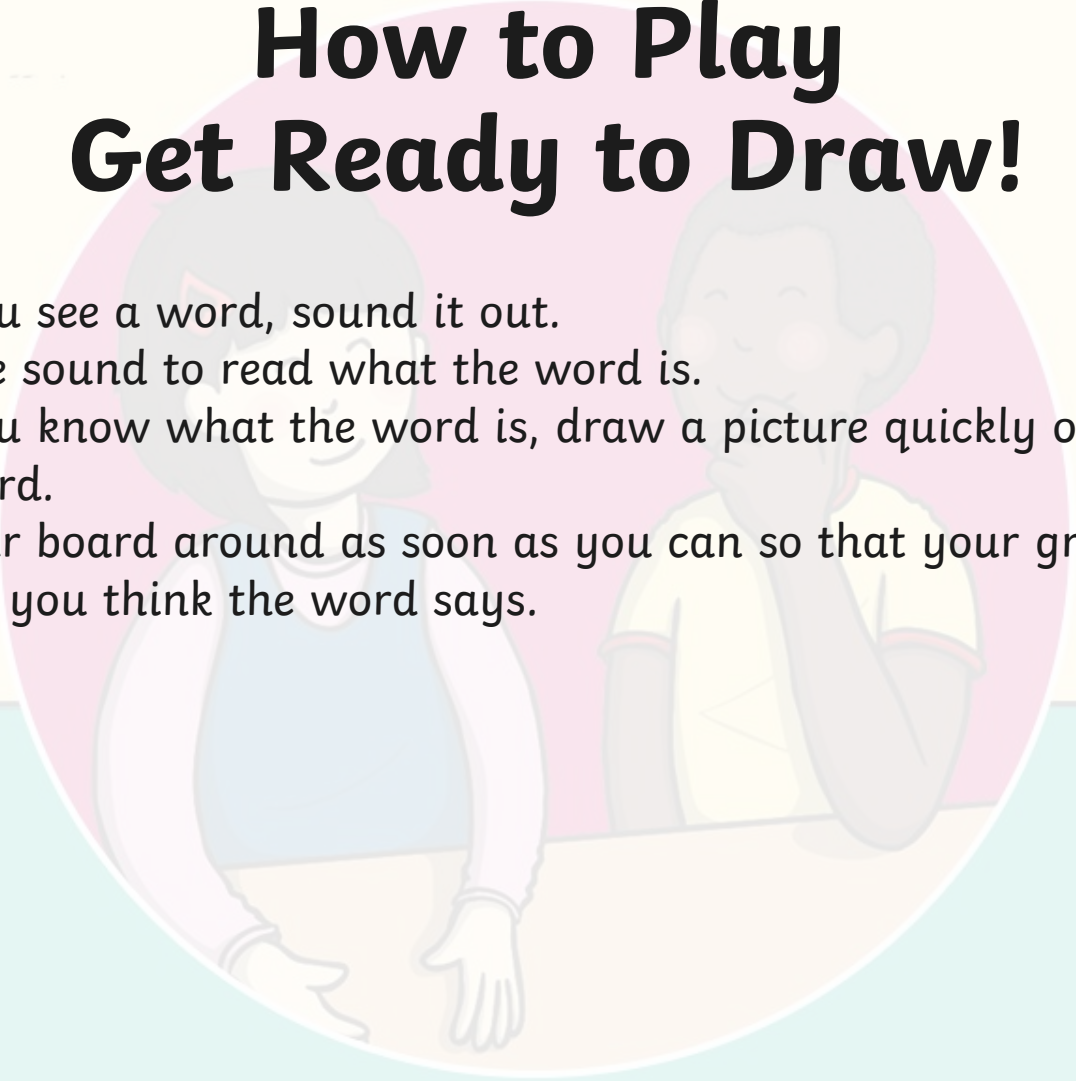 How to Play
Get Ready to Draw!
u see a word, sound it out.
e sound to read what the word is.
u know what the word is, draw a picture quickly o
rd.
r board around as soon as you can so that your gr
you think the word says.